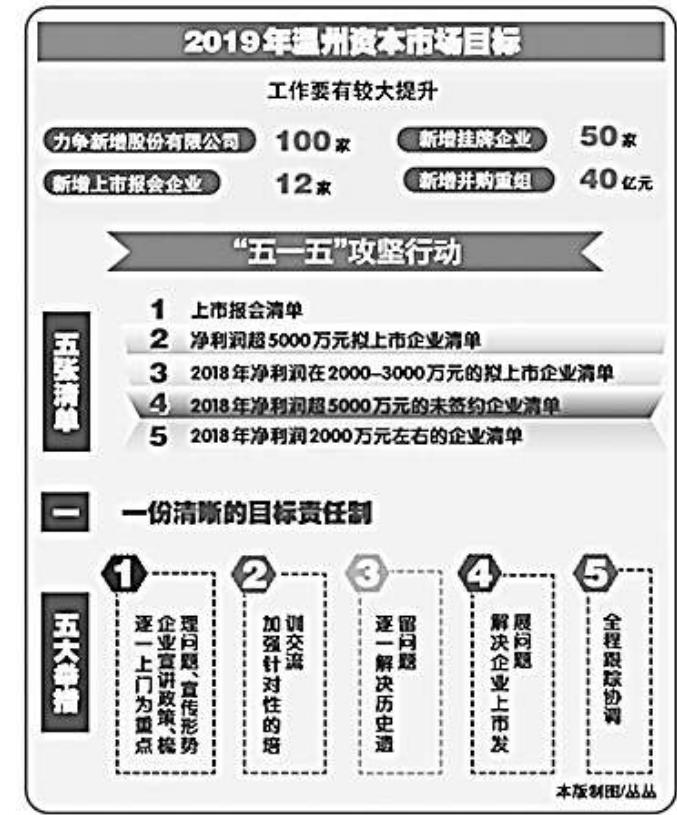 2019年温州资本市场目标
工作要有较大提升
力争新增股份有限公司 100家 新增挂牌企业 50家
新增上市报会企业 12家 新增并购重组 40亿元
“五一五”攻坚行动
五张清单
1 上市报会清单
2 净利润超5000万元拟上市企业清单
3 2018年净利润在2000–3000万元的拟上市企业清单
4 2018年净利润超5000万元的未签约企业清单
5 2018年净利润2000万元左右的企业清单
一 一份清晰的目标责任制
五大举措
1
逐一上门为重点
企业宣讲政策、梳
理问题、宣传形势
2
加强针对性的培
训交流
3
逐一解决历史遗
留问题
4
解决企业上市发
展问题
5
全程跟踪协调
本版制图/丛丛